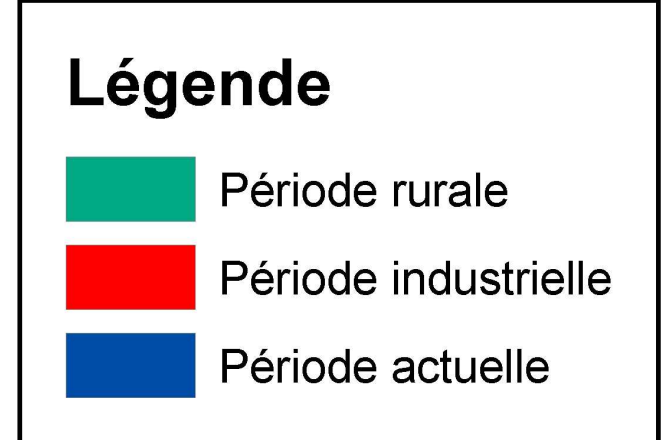 Légende
Période rurale
Période industrielle
Période actuelle